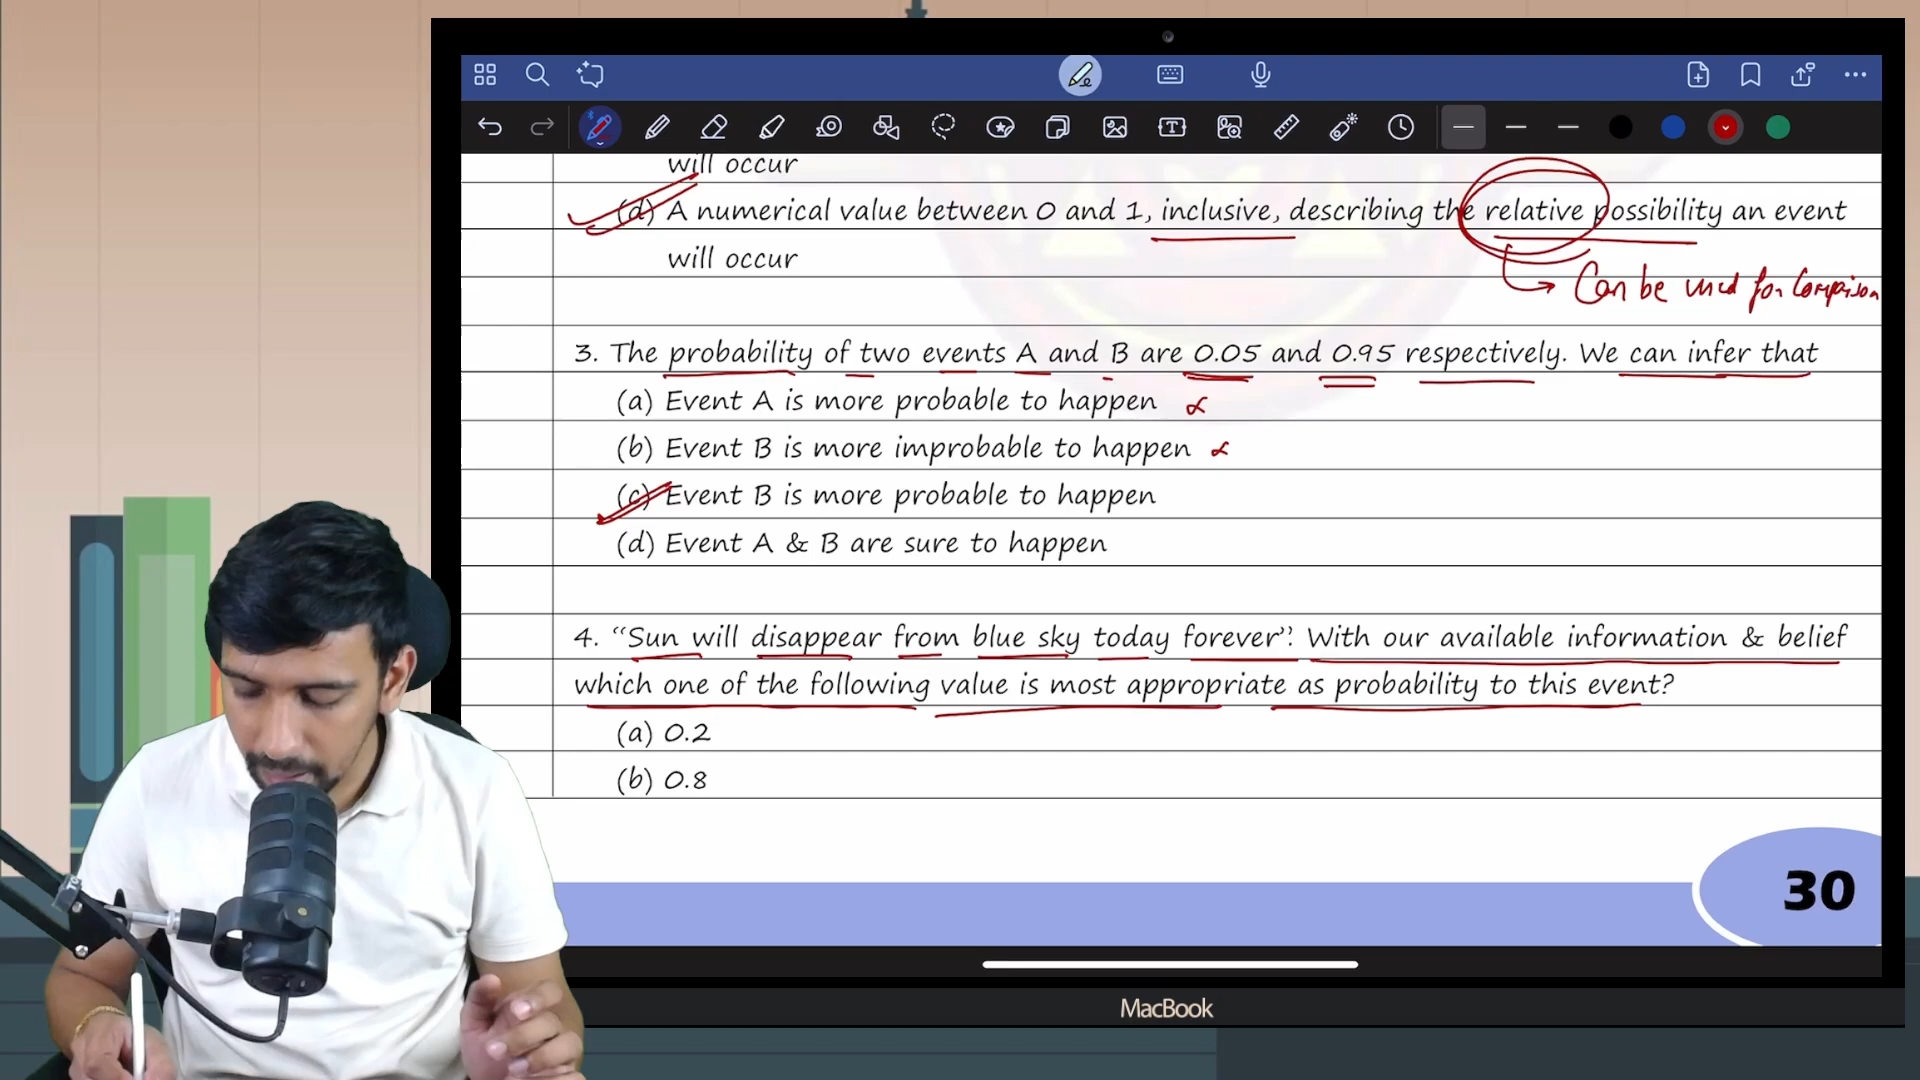 will occur
(d) A numerical value between 0 and 1, inclusive, describing the relative possibility an event
will occur
Can be used for Comparison
3. The probability of two events A and B are 0.05 and 0.95 respectively. We can infer that
(a) Event A is more probable to happen
(b) Event B is more improbable to happen
(c) Event B is more probable to happen
(d) Event A & B are sure to happen
4. “Sun will disappear from blue sky today forever”! With our available information & belief
which one of the following value is most appropriate as probability to this event?
(a) 0.2
(b) 0.8
30
MacBook